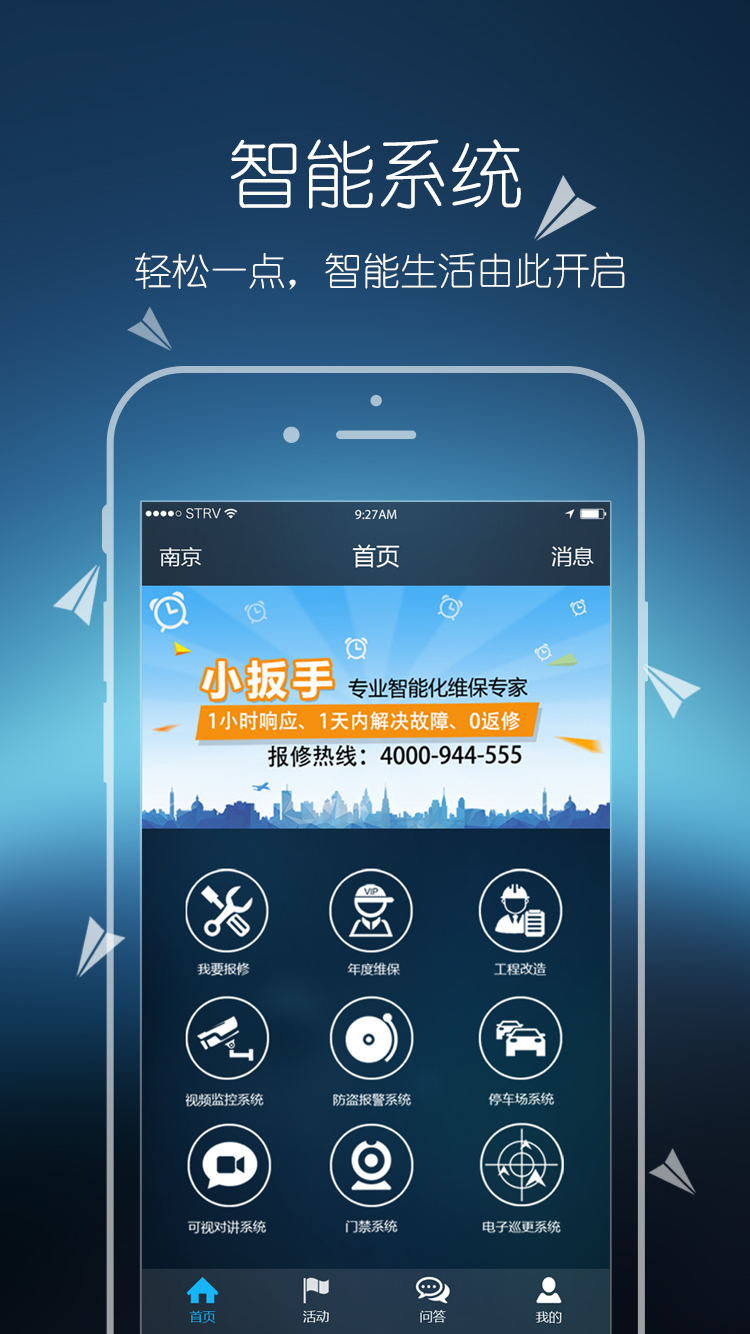 智能系统
轻松一点，智能生活由此开启
STRV 9:27AM
南京 首页 消息
小扳手 专业智能化维保专家
1小时响应、1天内解决故障、0返修
报修热线：4000-944-555
VIP
我要报修 年度维保 工程改造
视频监控系统 防盗报警系统 停车场系统
可视对讲系统 门禁系统 电子巡更系统
首页 活动 问答 我的